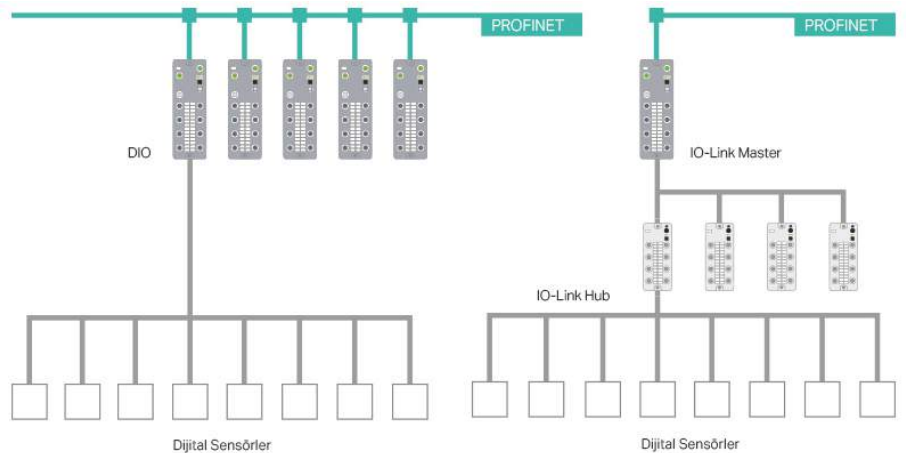 PROFINET
PROFINET
DIO
IO-Link Master
IO-Link Hub
Dijital Sensörler
Dijital Sensörler